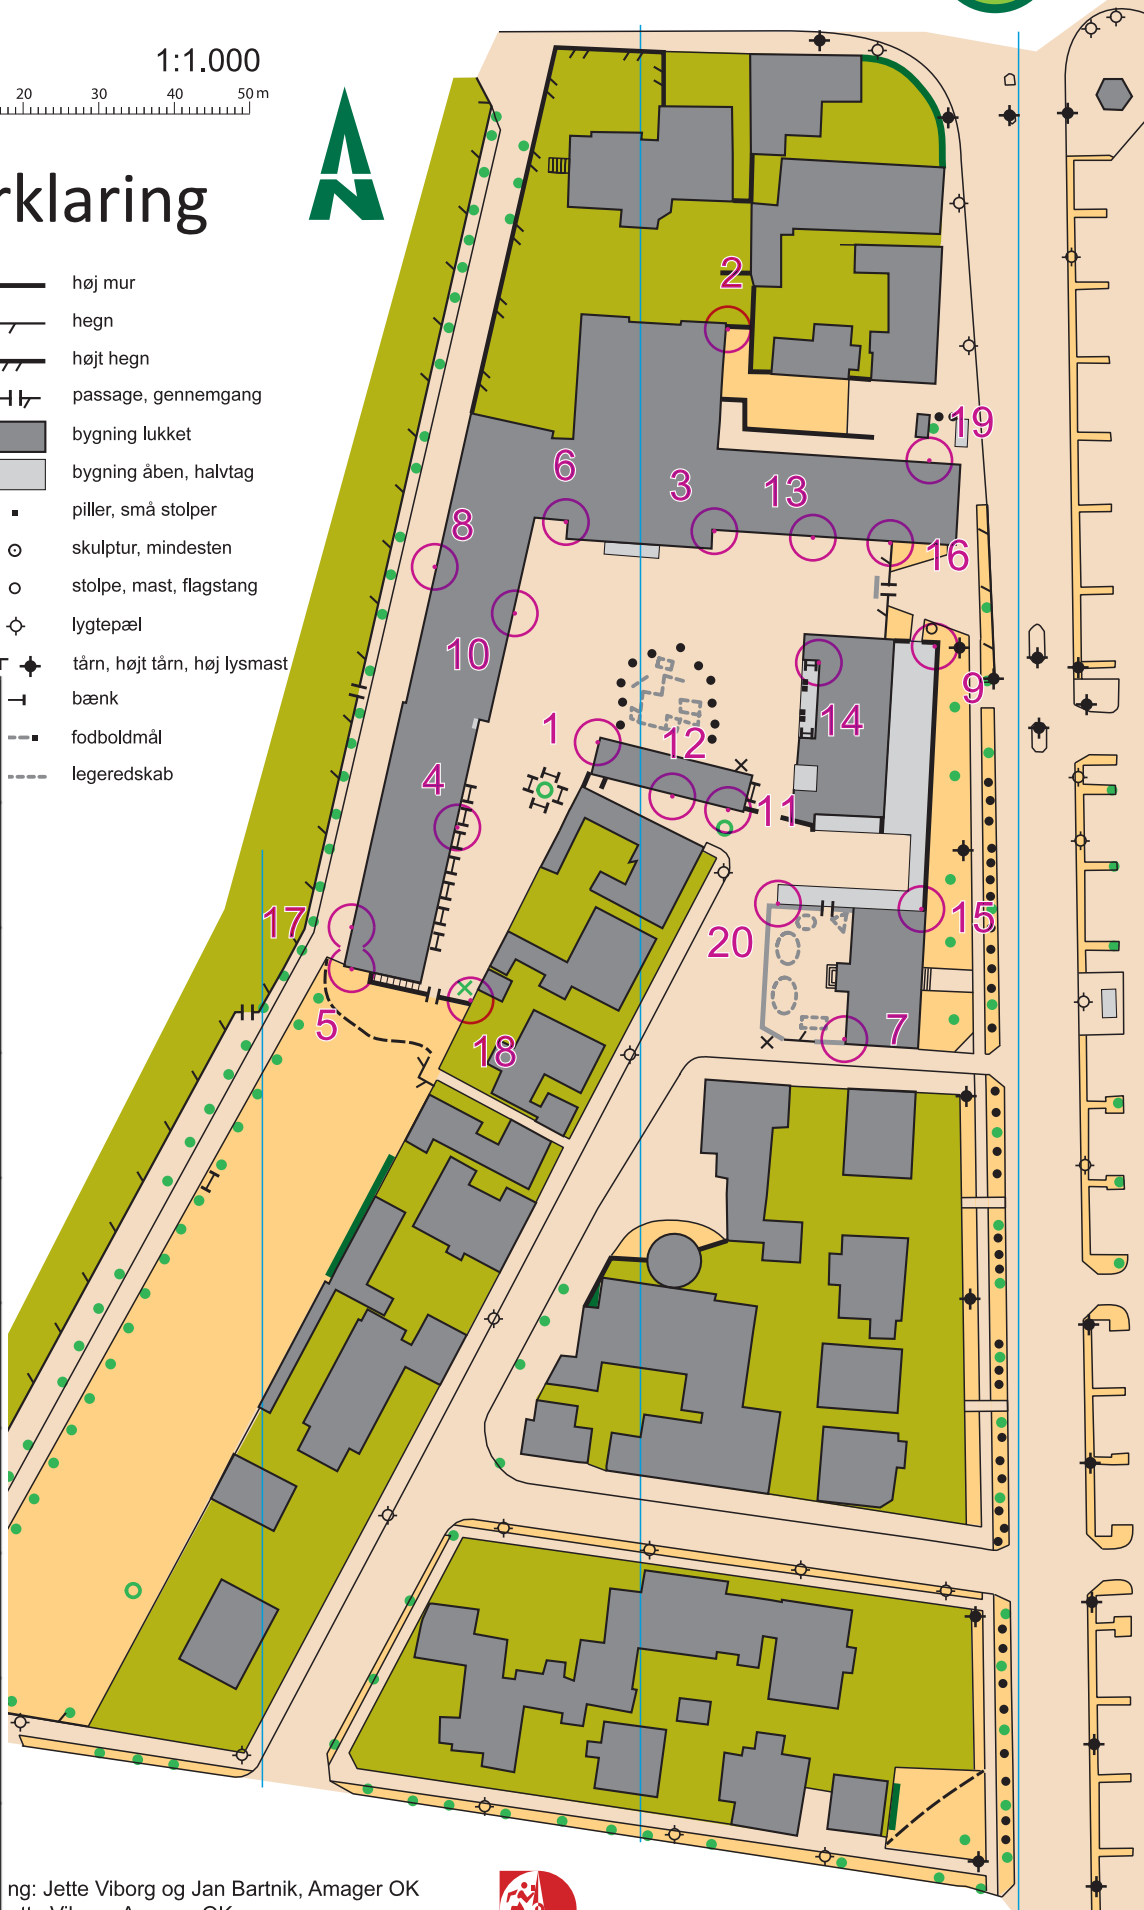 1:1.000
20 30 40 50 m
rklaring
høj mur
hegn
højt hegn
passage, gennemgang
bygning lukket
bygning åben, halvtag
piller, små stolper
skulptur, mindesten
stolpe, mast, flagstang
lygtepæl
tårn, højt tårn, høj lysmast
bænk
fodboldmål
legeredskab
N
2
19
6
3
13
8
16
10
9
14
1
12
4
11
17
15
20
5
7
18
ng: Jette Viborg og Jan Bartnik, Amager OK